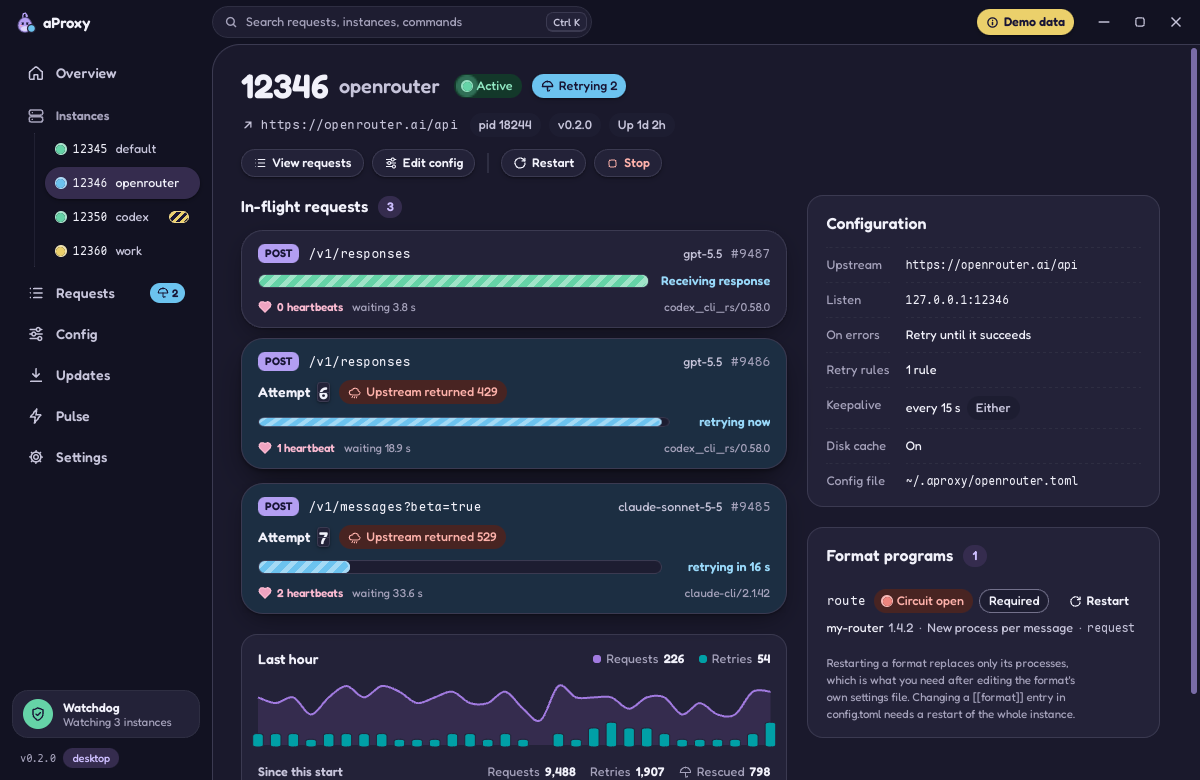 aProxy
Search requests, instances, commands
Ctrl K
Demo data
Overview
Instances
12345 default
12346 openrouter
12350 codex
12360 work
Requests 2
Config
Updates
Pulse
Settings
Watchdog
Watching 3 instances
v0.2.0 desktop
12346 openrouter Active Retrying 2
https://openrouter.ai/api pid 18244 v0.2.0 Up 1d 2h
View requests Edit config Restart Stop
In-flight requests 3
POST /v1/responses gpt-5.5 #9487
Receiving response
0 heartbeats waiting 3.8 s codex_cli_rs/0.58.0
POST /v1/responses gpt-5.5 #9486
Attempt 6 Upstream returned 429
retrying now
1 heartbeat waiting 18.9 s codex_cli_rs/0.58.0
POST /v1/messages?beta=true claude-sonnet-5-5 #9485
Attempt 7 Upstream returned 529
retrying in 16 s
2 heartbeats waiting 33.6 s claude-cli/2.1.42
Last hour Requests 226 Retries 54
Since this start Requests 9,488 Retries 1,907 Rescued 798
Configuration
Upstream https://openrouter.ai/api
Listen 127.0.0.1:12346
On errors Retry until it succeeds
Retry rules 1 rule
Keepalive every 15 s Either
Disk cache On
Config file ~/.aproxy/openrouter.toml
Format programs 1
route Circuit open Required Restart
my-router 1.4.2 · New process per message · request
Restarting a format replaces only its processes,
which is what you need after editing the format's
own settings file. Changing a [[format]] entry in
config.toml needs a restart of the whole instance.